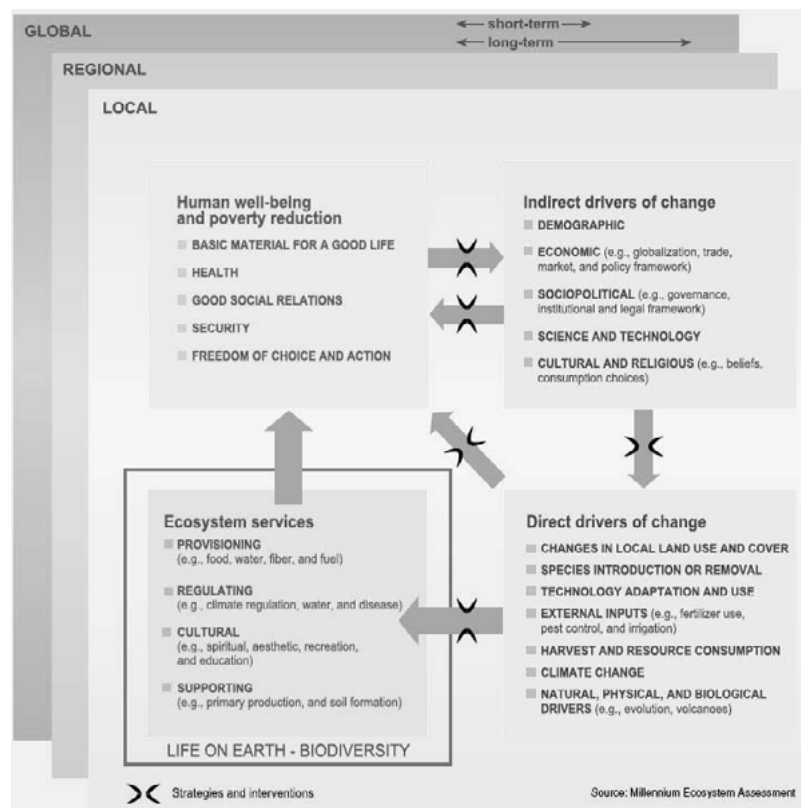 GLOBAL
short-term
long-term
REGIONAL
LOCAL
Human well-being
and poverty reduction
BASIC MATERIAL FOR A GOOD LIFE
HEALTH
GOOD SOCIAL RELATIONS
SECURITY
FREEDOM OF CHOICE AND ACTION
Indirect drivers of change
DEMOGRAPHIC
ECONOMIC (e.g., globalization, trade,
market, and policy framework)
SOCIOPOLITICAL (e.g., governance,
institutional and legal framework)
SCIENCE AND TECHNOLOGY
CULTURAL AND RELIGIOUS (e.g., beliefs,
consumption choices)
Ecosystem services
PROVISIONING
(e.g., food, water, fiber, and fuel)
REGULATING
(e.g., climate regulation, water, and disease)
CULTURAL
(e.g., spiritual, aesthetic, recreation,
and education)
SUPPORTING
(e.g., primary production, and soil formation)
LIFE ON EARTH - BIODIVERSITY
Direct drivers of change
CHANGES IN LOCAL LAND USE AND COVER
SPECIES INTRODUCTION OR REMOVAL
TECHNOLOGY ADAPTATION AND USE
EXTERNAL INPUTS (e.g., fertilizer use,
pest control, and irrigation)
HARVEST AND RESOURCE CONSUMPTION
CLIMATE CHANGE
NATURAL, PHYSICAL, AND BIOLOGICAL
DRIVERS (e.g., evolution, volcanoes)
Strategies and interventions
Source: Millennium Ecosystem Assessment